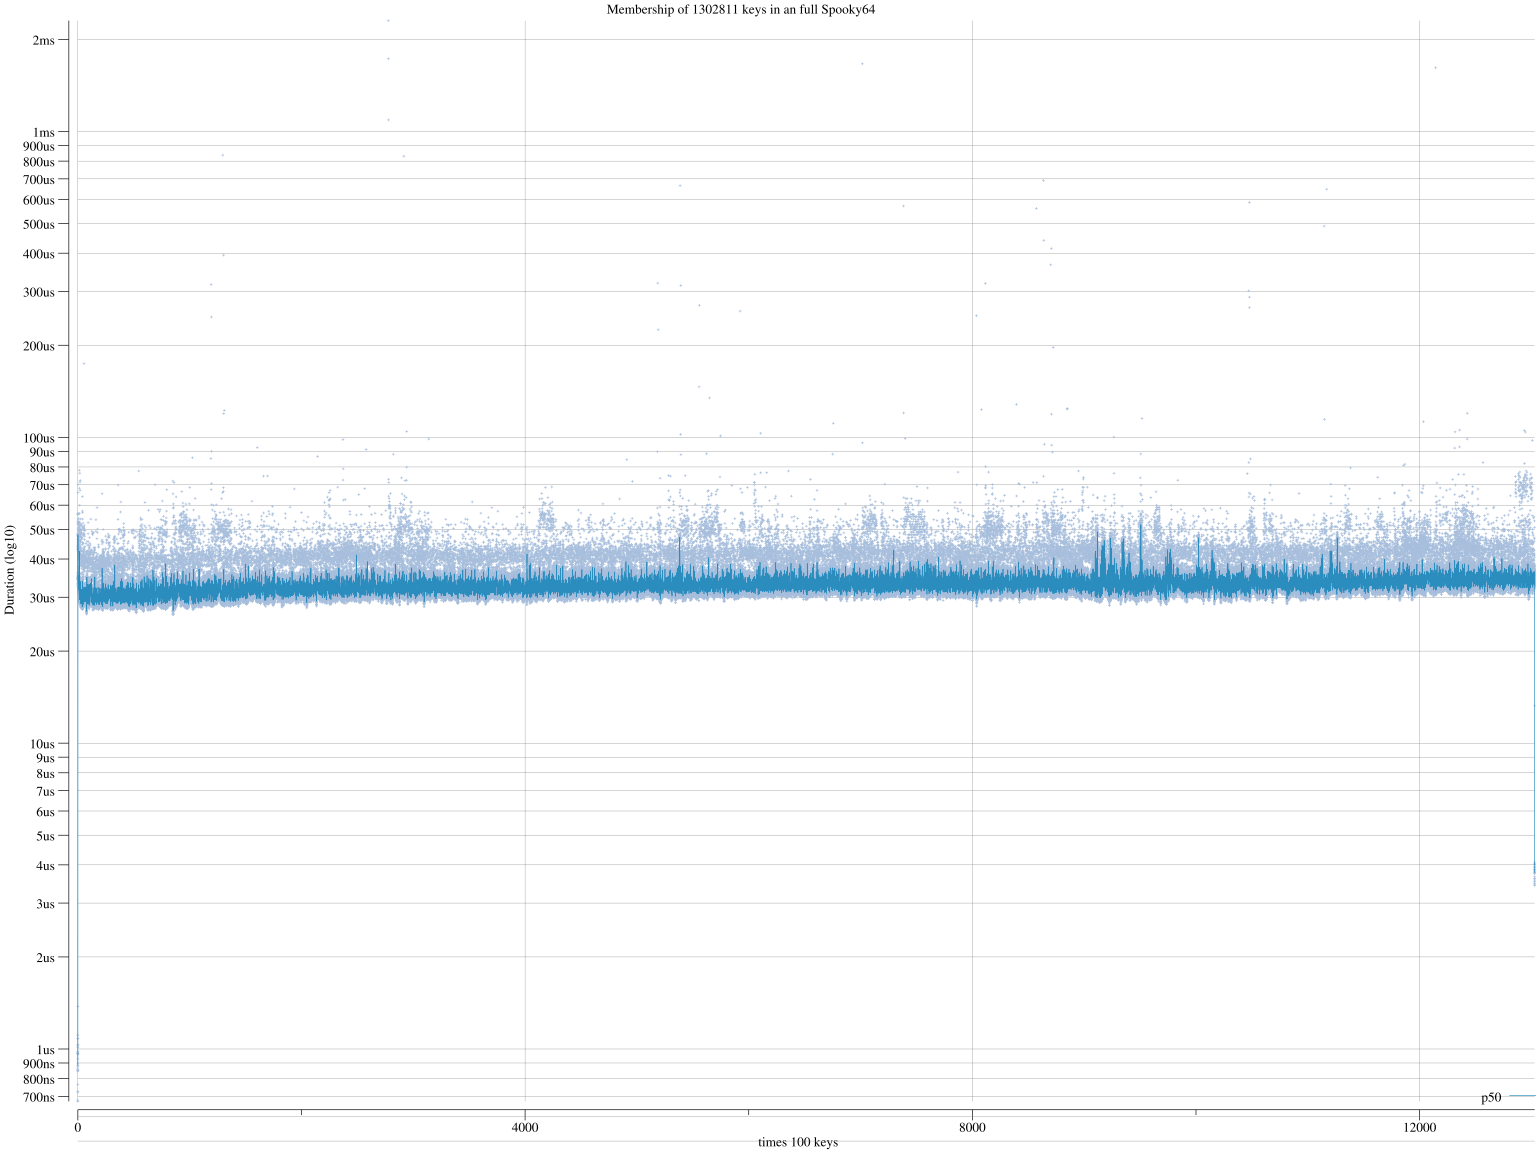 Membership of 1302811 keys in an full Spooky64
2ms
1ms
900us
800us
700us
600us
500us
400us
300us
200us
100us
90us
80us
70us
60us
50us
40us
30us
20us
10us
9us
8us
7us
6us
5us
4us
3us
2us
1us
900ns
800ns
700ns
Duration (log10)
p50
0 4000 8000 12000
times 100 keys